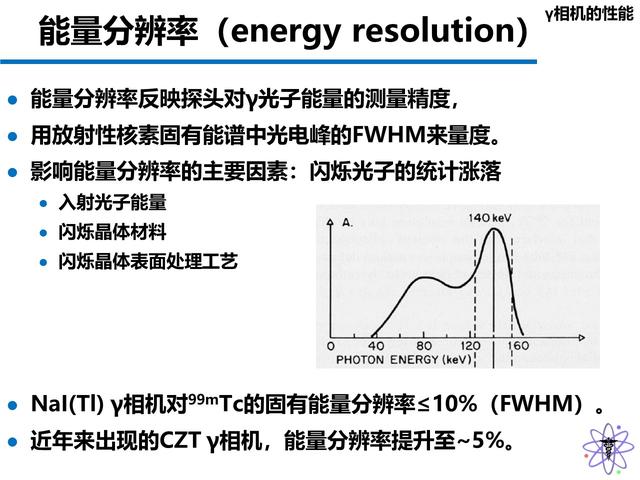 能量分辨率（energy resolution）
γ相机的性能
● 能量分辨率反映探头对γ光子能量的测量精度，
● 用放射性核素固有能谱中光电峰的FWHM来量度。
● 影响能量分辨率的主要因素：闪烁光子的统计涨落
● 入射光子能量
● 闪烁晶体材料
● 闪烁晶体表面处理工艺
140 keV
A.
0 40 80 120 160
PHOTON ENERGY (keV)
● NaI(Tl) γ相机对⁹⁹ᵐTc的固有能量分辨率≤10%（FWHM）。
● 近年来出现的CZT γ相机，能量分辨率提升至~5%。